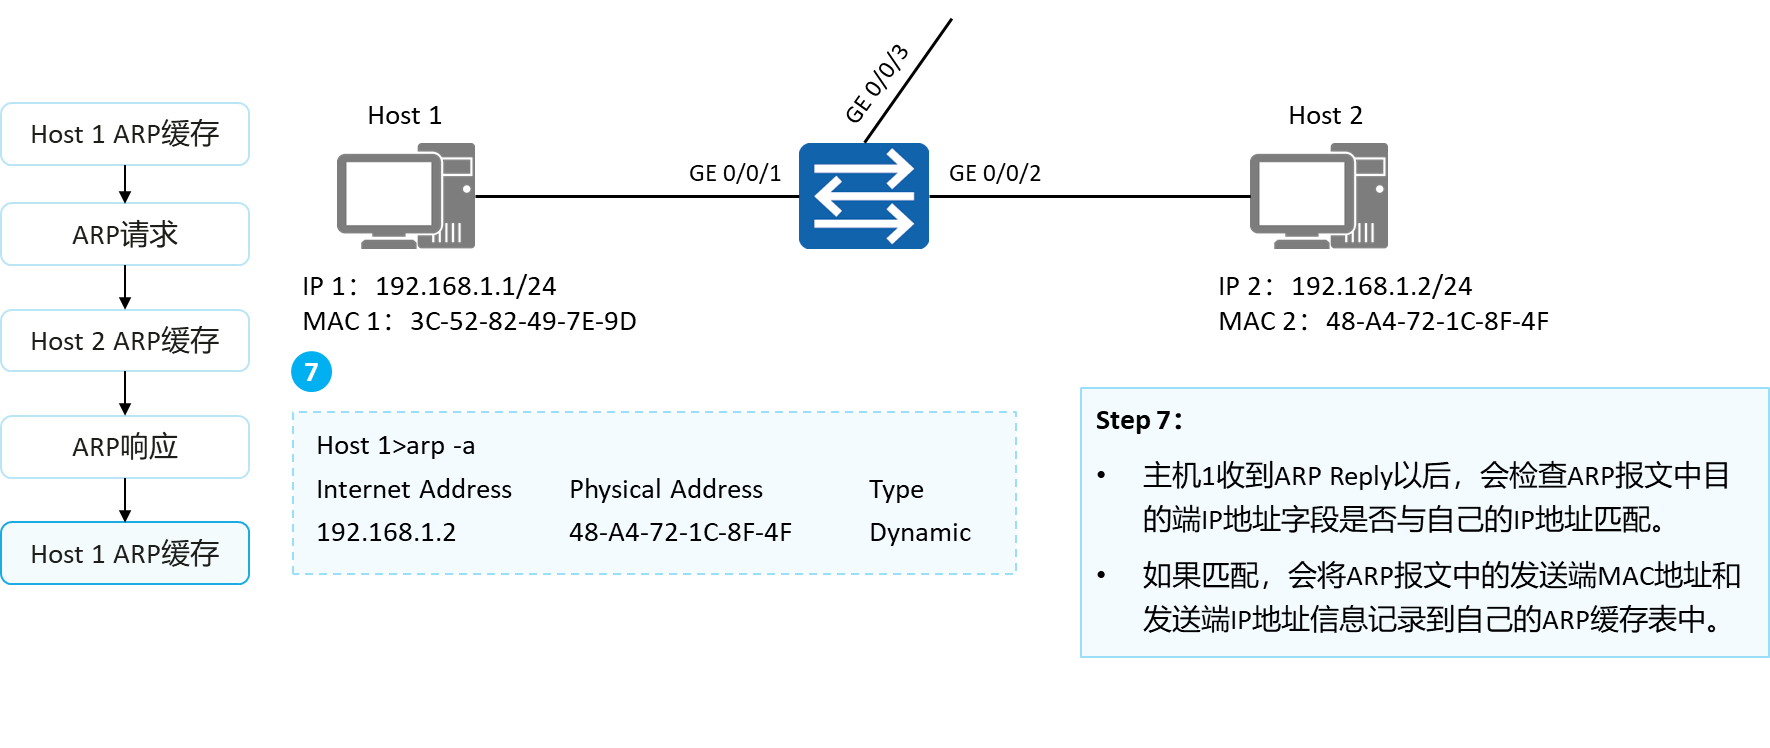 Host 1 ARP缓存
ARP请求
Host 2 ARP缓存
ARP响应
Host 1 ARP缓存
GE 0/0/3
Host 1
Host 2
GE 0/0/1
GE 0/0/2
IP 1：192.168.1.1/24
MAC 1：3C-52-82-49-7E-9D
IP 2：192.168.1.2/24
MAC 2：48-A4-72-1C-8F-4F
7
Host 1>arp -a
Internet Address Physical Address Type
192.168.1.2 48-A4-72-1C-8F-4F Dynamic
Step 7：
• 主机1收到ARP Reply以后，会检查ARP报文中目
的端IP地址字段是否与自己的IP地址匹配。
• 如果匹配，会将ARP报文中的发送端MAC地址和
发送端IP地址信息记录到自己的ARP缓存表中。